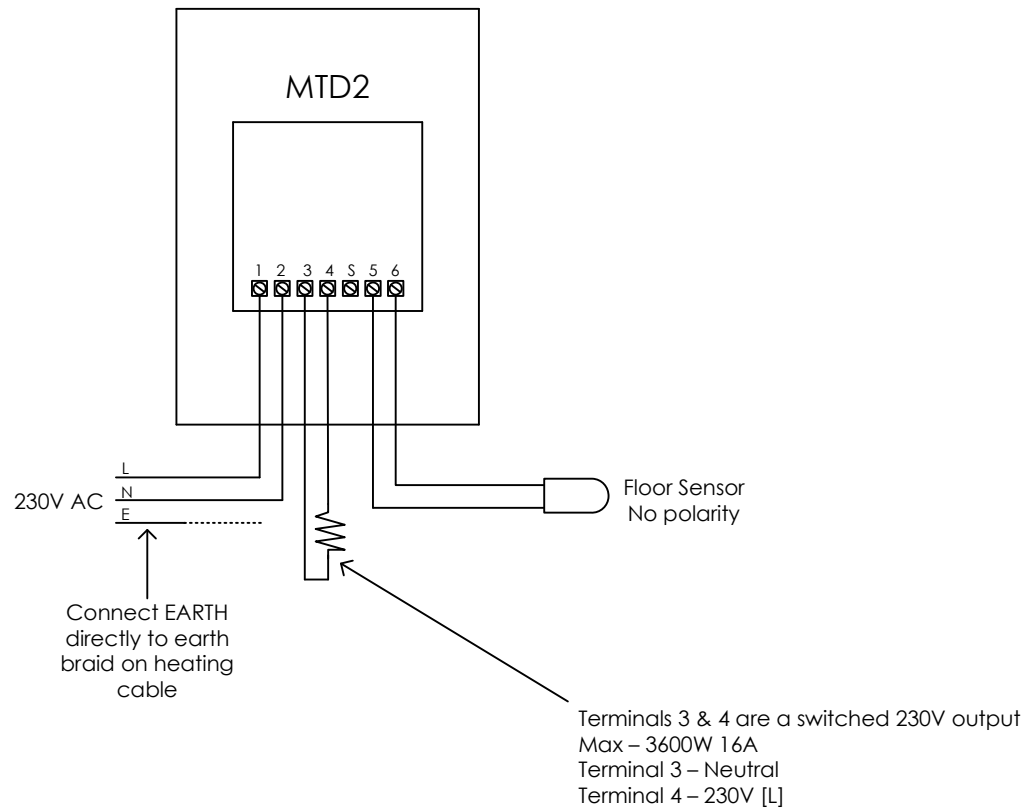 MTD2
1 2 3 4 S 5 6
L
230V AC
N
E
Floor Sensor
No polarity
Connect EARTH
directly to earth
braid on heating
cable
Terminals 3 & 4 are a switched 230V output
Max – 3600W 16A
Terminal 3 – Neutral
Terminal 4 – 230V [L]